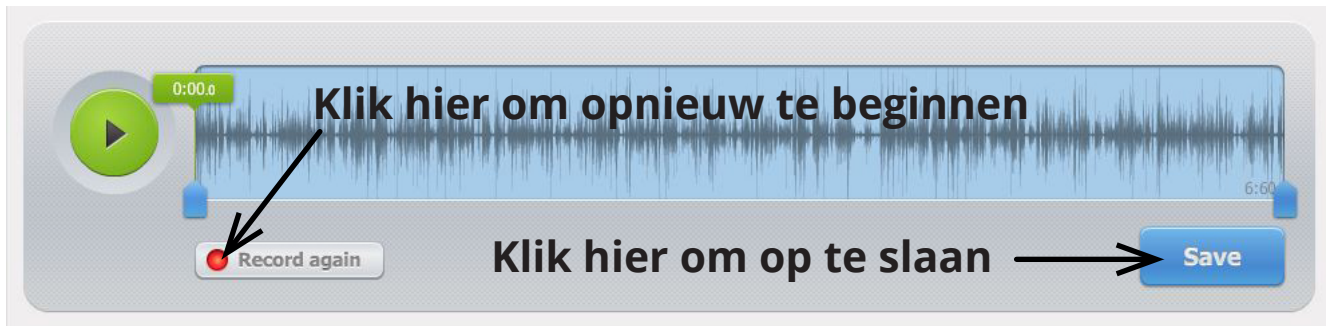 0:00.0
Klik hier om opnieuw te beginnen
6:60
Record again
Klik hier om op te slaan
Save